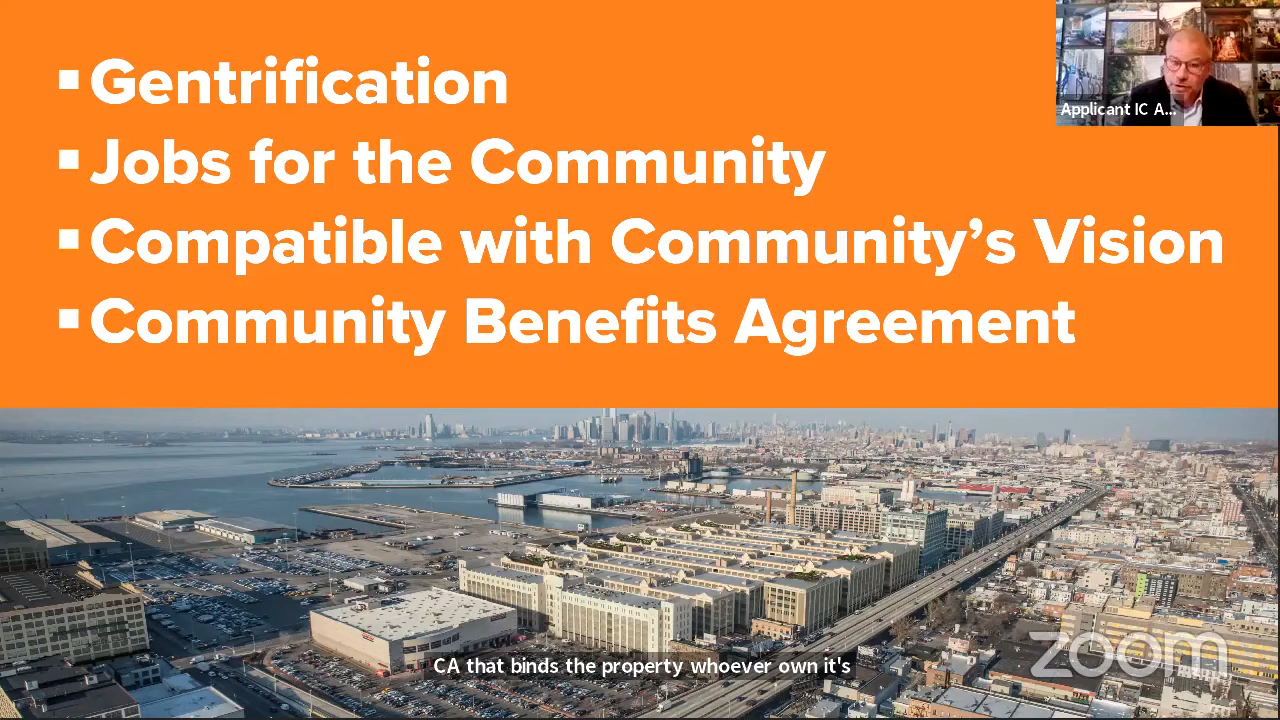 ▪ Gentrification
▪ Jobs for the Community
▪ Compatible with Community’s Vision
▪ Community Benefits Agreement
Applicant IC A...
CA that binds the property whoever own it's
zoom